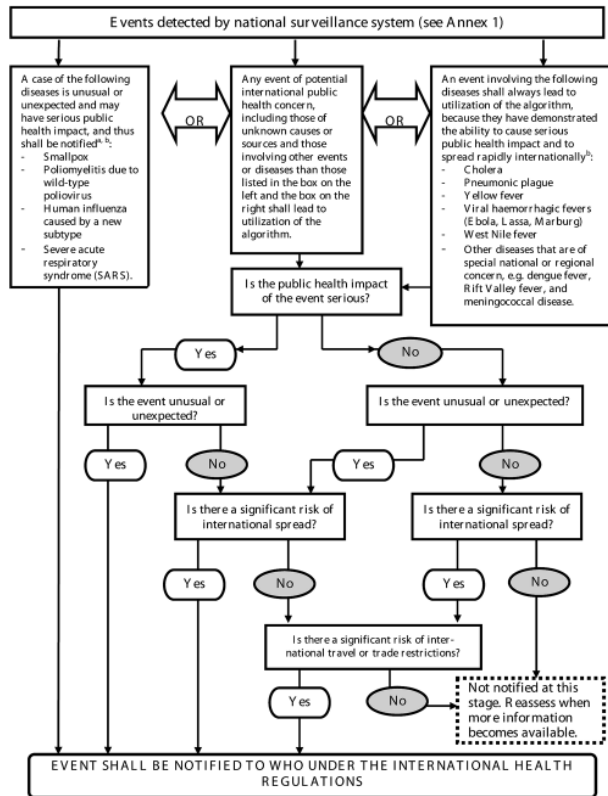 Events detected by national surveillance system (see Annex 1)
A case of the following
diseases is unusual or
unexpected and may
have serious public
health impact, and thus
shall be notifiedᵃ, ᵇ:
- Smallpox
- Poliomyelitis due to
wild-type
poliovirus
- Human influenza
caused by a new
subtype
- Severe acute
respiratory
syndrome (SARS).
OR
Any event of potential
international public
health concern,
including those of
unknown causes or
sources and those
involving other events
or diseases than those
listed in the box on the
left and the box on the
right shall lead to
utilization of the
algorithm.
OR
An event involving the following
diseases shall always lead to
utilization of the algorithm,
because they have demonstrated
the ability to cause serious
public health impact and to
spread rapidly internationallyᵇ:
- Cholera
- Pneumonic plague
- Yellow fever
- Viral haemorrhagic fevers
(Ebola, Lassa, Marburg)
- West Nile fever
- Other diseases that are of
special national or regional
concern, e.g. dengue fever,
Rift Valley fever, and
meningococcal disease.
Is the public health impact
of the event serious?
Yes
No
Is the event unusual or
unexpected?
Is the event unusual or unexpected?
Yes
No
Yes
No
Is there a significant risk of
international spread?
Is there a significant risk of
international spread?
Yes
No
Yes
No
Is there a significant risk of inter-
national travel or trade restrictions?
Yes
No
Not notified at this
stage. Reassess when
more information
becomes available.
EVENT SHALL BE NOTIFIED TO WHO UNDER THE INTERNATIONAL HEALTH
REGULATIONS